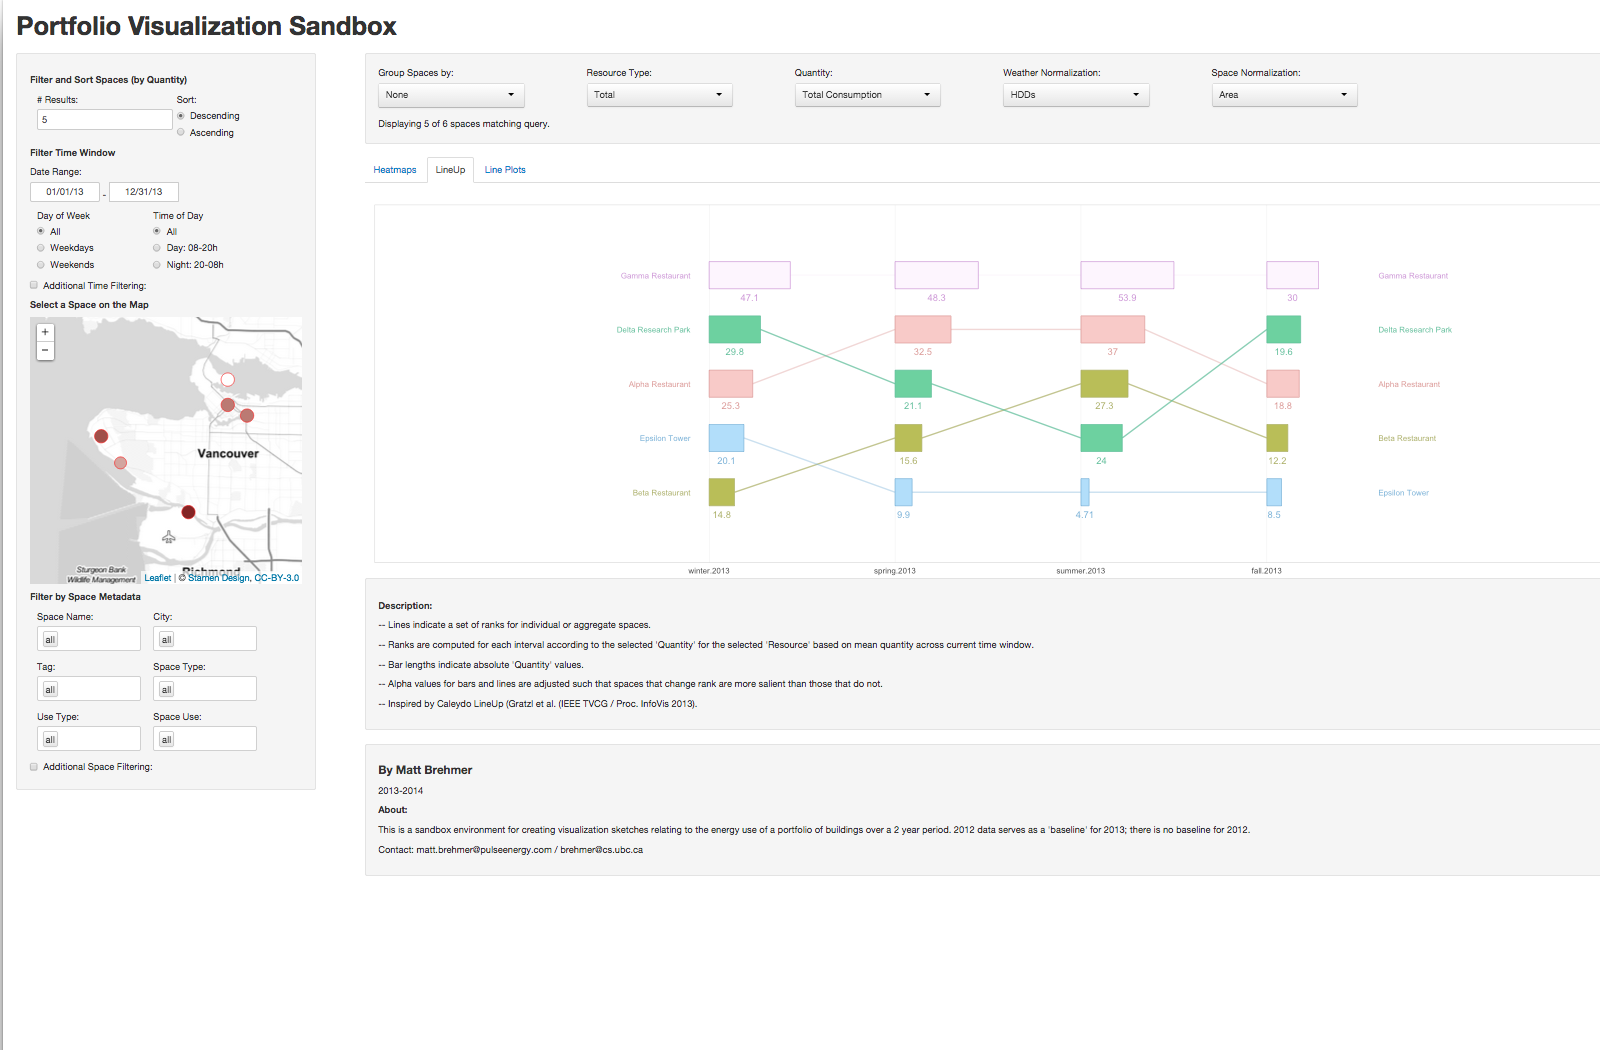 Portfolio Visualization Sandbox
Filter and Sort Spaces (by Quantity)
# Results:
Sort:
5
Descending
Ascending
Filter Time Window
Date Range:
01/01/13 - 12/31/13
Day of Week
Time of Day
All
All
Weekdays
Day: 08-20h
Weekends
Night: 20-08h
Additional Time Filtering:
Select a Space on the Map
+
−
Vancouver
Sturgeon Bank
Wildlife Management
Richmond
Leaflet | © Stamen Design, CC-BY-3.0
Filter by Space Metadata
Space Name:
City:
all
all
Tag:
Space Type:
all
all
Use Type:
Space Use:
all
all
Additional Space Filtering:
Group Spaces by:
Resource Type:
Quantity:
Weather Normalization:
Space Normalization:
None
Total
Total Consumption
HDDs
Area
Displaying 5 of 6 spaces matching query.
Heatmaps
LineUp
Line Plots
Gamma Restaurant
Gamma Restaurant
47.1
48.3
53.9
30
Delta Research Park
Delta Research Park
29.8
32.5
37
19.6
Alpha Restaurant
Alpha Restaurant
25.3
21.1
27.3
18.8
Epsilon Tower
Beta Restaurant
20.1
15.6
24
12.2
Beta Restaurant
Epsilon Tower
14.8
9.9
4.71
8.5
winter.2013
spring.2013
summer.2013
fall.2013
Description:
-- Lines indicate a set of ranks for individual or aggregate spaces.
-- Ranks are computed for each interval according to the selected 'Quantity' for the selected 'Resource' based on mean quantity across current time window.
-- Bar lengths indicate absolute 'Quantity' values.
-- Alpha values for bars and lines are adjusted such that spaces that change rank are more salient than those that do not.
-- Inspired by Caleydo LineUp (Gratzl et al. (IEEE TVCG / Proc. InfoVis 2013).
By Matt Brehmer
2013-2014
About:
This is a sandbox environment for creating visualization sketches relating to the energy use of a portfolio of buildings over a 2 year period. 2012 data serves as a 'baseline' for 2013; there is no baseline for 2012.
Contact: matt.brehmer@pulseenergy.com / brehmer@cs.ubc.ca